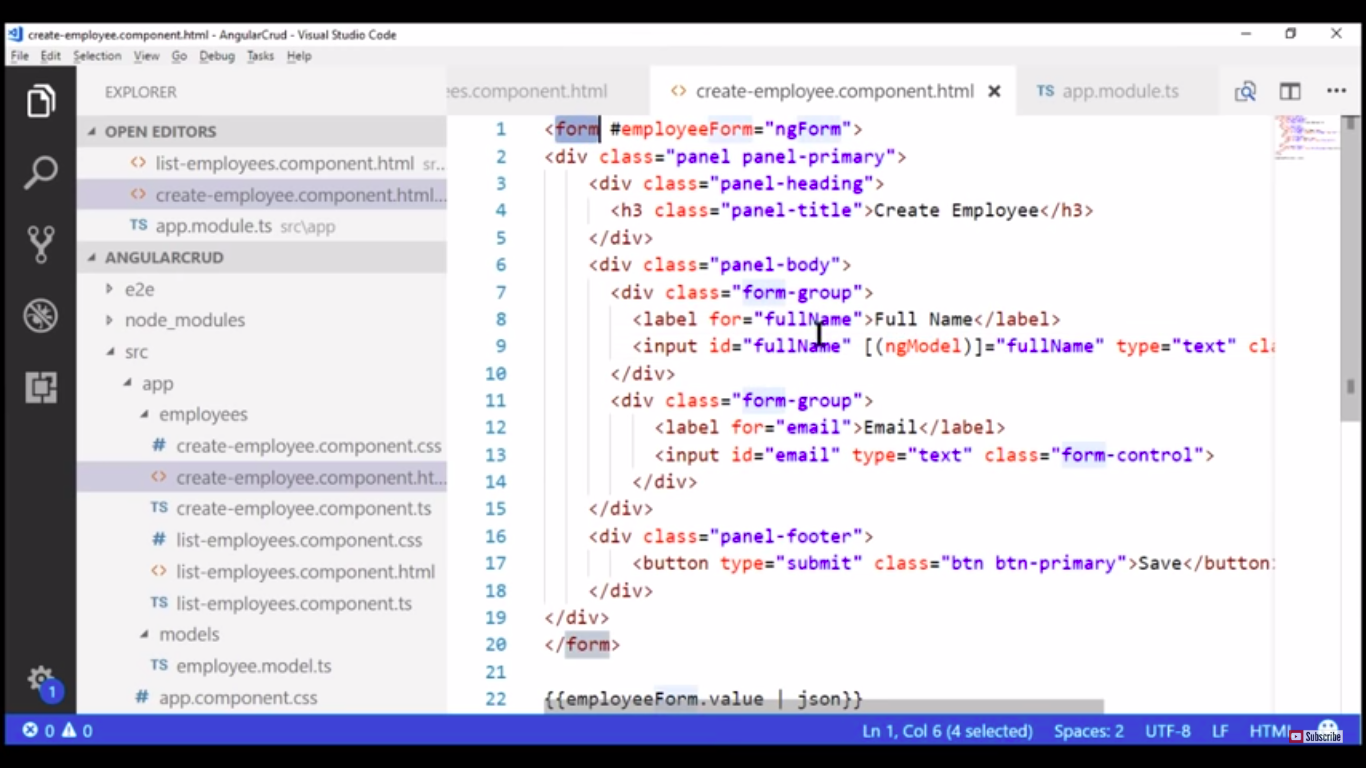 create-employee.component.html - AngularCrud - Visual Studio Code
File Edit Selection View Go Debug Tasks Help
EXPLORER
OPEN EDITORS
list-employees.component.html sr...
create-employee.component.html...
TS app.module.ts src\app
ANGULARCRUD
e2e
node_modules
src
app
employees
# create-employee.component.css
create-employee.component.ht...
TS create-employee.component.ts
# list-employees.component.css
list-employees.component.html
TS list-employees.component.ts
models
TS employee.model.ts
# app.component.css
1
es.component.html create-employee.component.html TS app.module.ts
1 <form #employeeForm="ngForm">
2 <div class="panel panel-primary">
3 <div class="panel-heading">
4 <h3 class="panel-title">Create Employee</h3>
5 </div>
6 <div class="panel-body">
7 <div class="form-group">
8 <label for="fullName">Full Name</label>
9 <input id="fullName" [(ngModel)]="fullName" type="text" cla
10 </div>
11 <div class="form-group">
12 <label for="email">Email</label>
13 <input id="email" type="text" class="form-control">
14 </div>
15 </div>
16 <div class="panel-footer">
17 <button type="submit" class="btn btn-primary">Save</button
18 </div>
19 </div>
20 </form>
21
22 {{employeeForm.value | json}}
0 0 Ln 1, Col 6 (4 selected) Spaces: 2 UTF-8 LF HTML
Subscribe